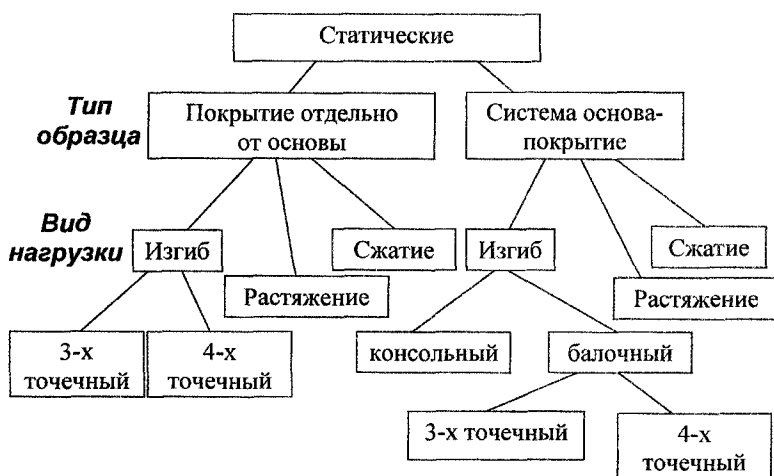 Статические
Тип
образца
Покрытие отдельно
от основы
Система основа-
покрытие
Вид
нагрузки
Изгиб
Растяжение
Сжатие
Изгиб
Растяжение
Сжатие
3-х
точечный
4-х
точечный
консольный
балочный
3-х точечный
4-х
точечный